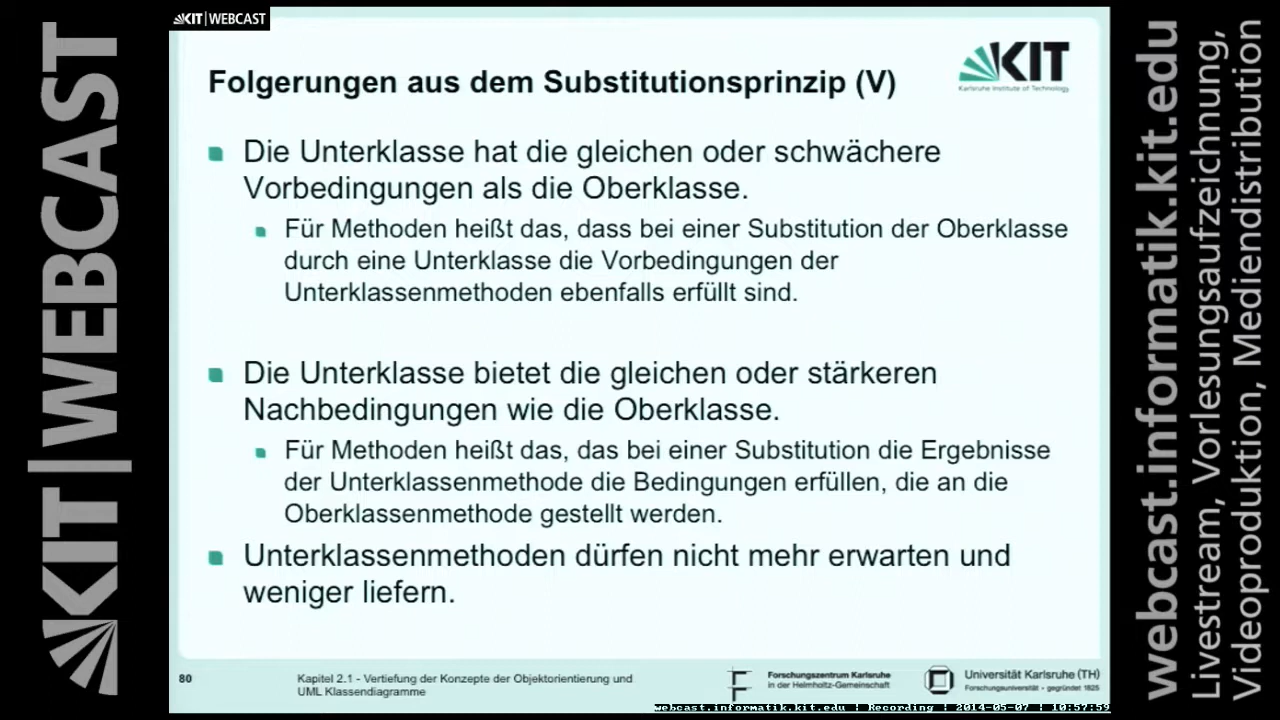 KIT | WEBCAST
KIT|WEBCAST
Folgerungen aus dem Substitutionsprinzip (V)
KIT
Karlsruhe Institute of Technology
Die Unterklasse hat die gleichen oder schwächere
Vorbedingungen als die Oberklasse.
Für Methoden heißt das, dass bei einer Substitution der Oberklasse
durch eine Unterklasse die Vorbedingungen der
Unterklassenmethoden ebenfalls erfüllt sind.
Die Unterklasse bietet die gleichen oder stärkeren
Nachbedingungen wie die Oberklasse.
Für Methoden heißt das, das bei einer Substitution die Ergebnisse
der Unterklassenmethode die Bedingungen erfüllen, die an die
Oberklassenmethode gestellt werden.
Unterklassenmethoden dürfen nicht mehr erwarten und
weniger liefern.
80
Kapitel 2.1 - Vertiefung der Konzepte der Objektorientierung und
UML Klassendiagramme
Forschungszentrum Karlsruhe
in der Helmholtz-Gemeinschaft
Universität Karlsruhe (TH)
Forschungsuniversität - gegründet 1825
webcast.informatik.kit.edu | Recording | 2014-05-07 | 10:57:59
webcast.informatik.kit.edu
Livestream, Vorlesungsaufzeichnung,
Videoproduktion, Mediendistribution